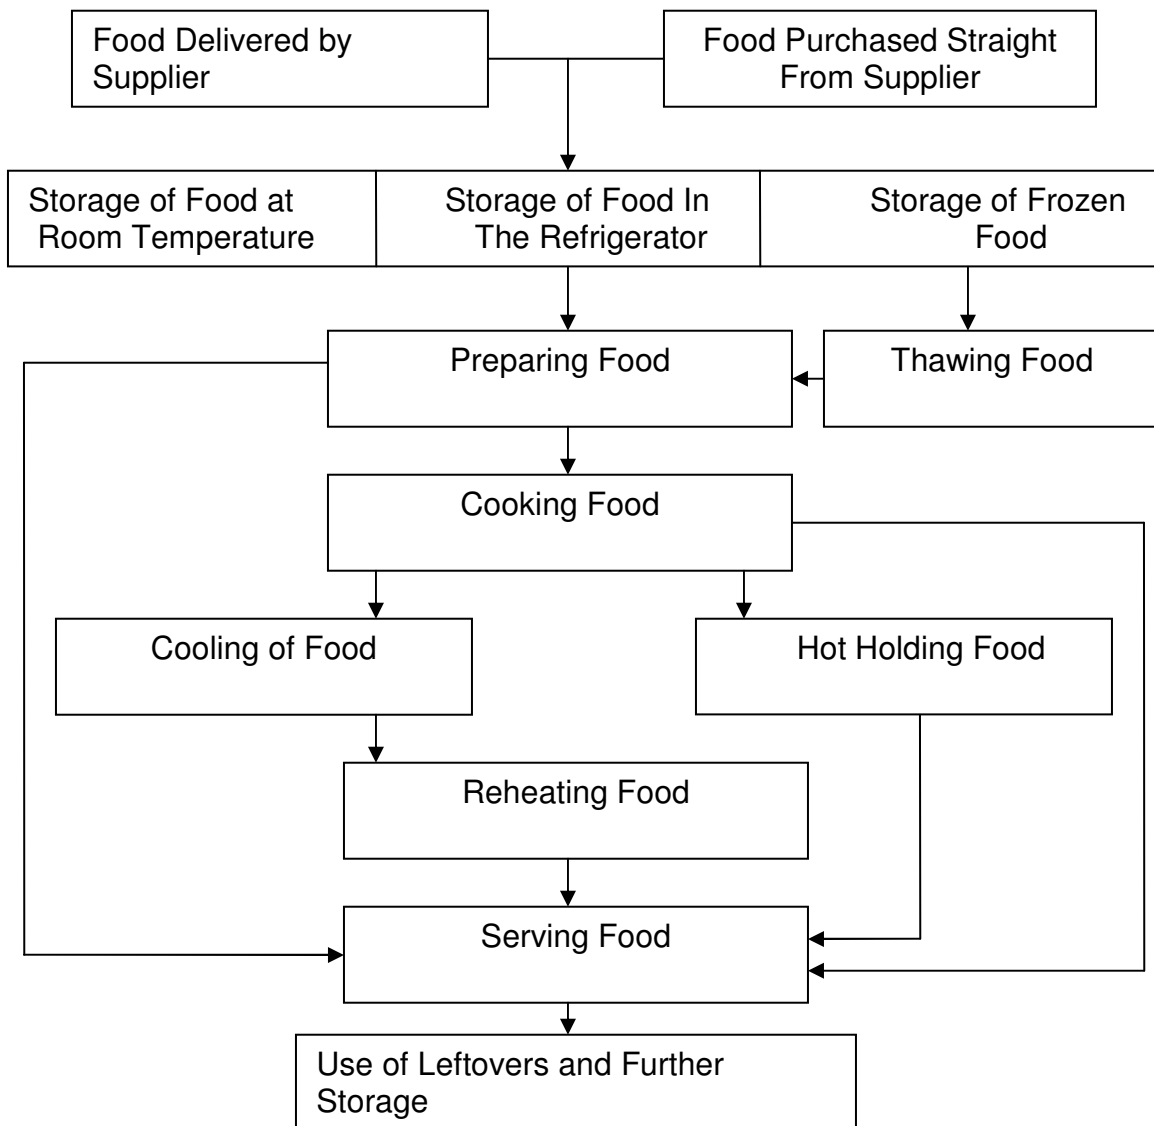 Food Delivered by
Supplier
Food Purchased Straight
From Supplier
Storage of Food at
Room Temperature
Storage of Food In
The Refrigerator
Storage of Frozen
Food
Preparing Food
Thawing Food
Cooking Food
Cooling of Food
Hot Holding Food
Reheating Food
Serving Food
Use of Leftovers and Further
Storage